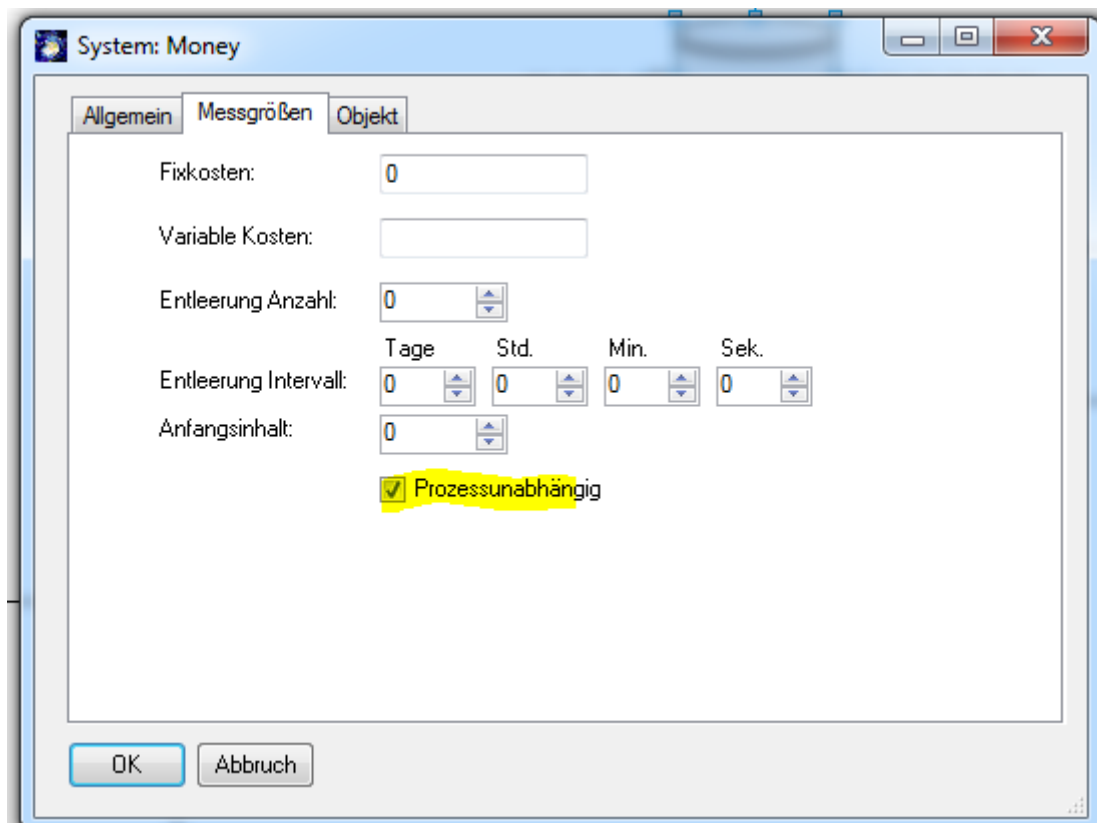 System: Money
Allgemein Messgrößen Objekt
Fixkosten: 0
Variable Kosten:
Entleerung Anzahl: 0
Tage Std. Min. Sek.
Entleerung Intervall: 0 0 0 0
Anfangsinhalt: 0
Prozessunabhängig
OK Abbruch